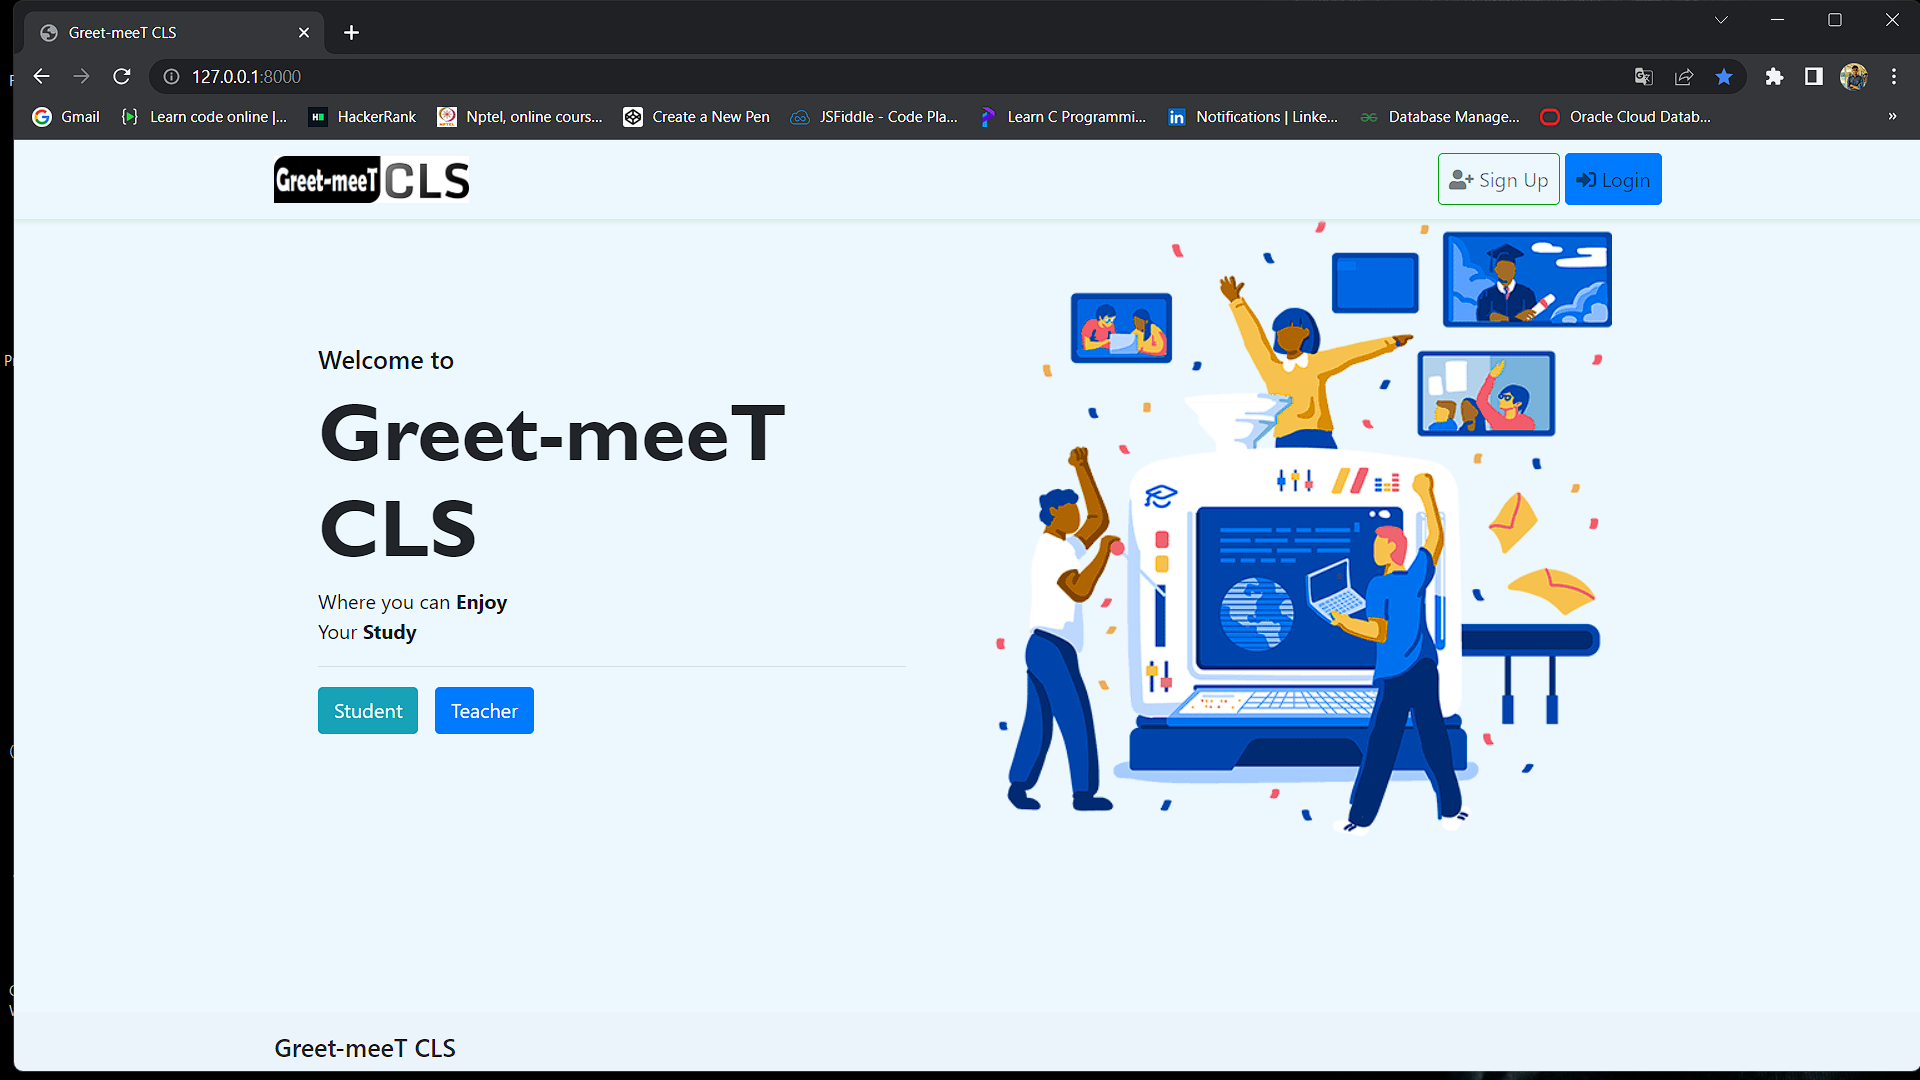 Greet-meeT CLS
127.0.0.1:8000
Gmail Learn code online |... HackerRank Nptel, online cours... Create a New Pen JSFiddle - Code Pla... Learn C Programmi... Notifications | Linke... Database Manage... Oracle Cloud Datab... »
Greet-meeT CLS Sign Up Login
Welcome to
Greet-meeT
CLS
Where you can Enjoy
Your Study
Student Teacher
Greet-meeT CLS